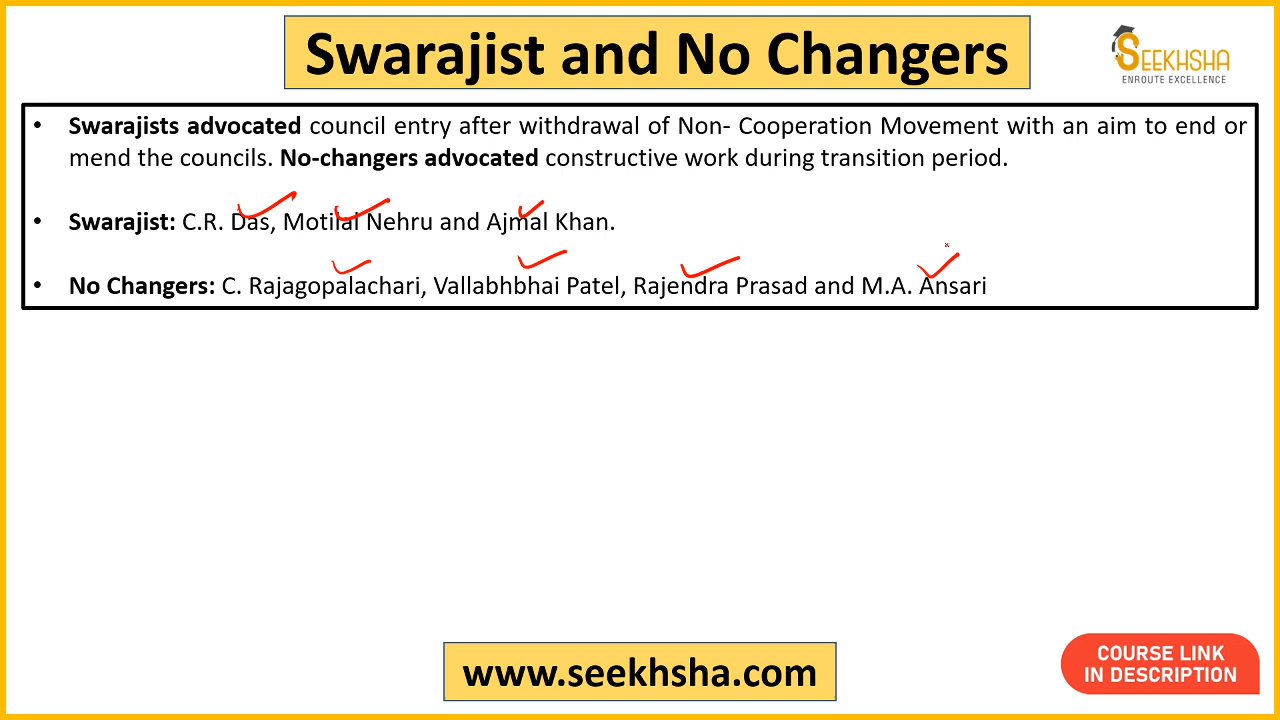 Swarajist and No Changers
SEEKHSHA
ENROUTE EXCELLENCE
• Swarajists advocated council entry after withdrawal of Non- Cooperation Movement with an aim to end or
mend the councils. No-changers advocated constructive work during transition period.
• Swarajist: C.R. Das, Motilal Nehru and Ajmal Khan.
• No Changers: C. Rajagopalachari, Vallabhbhai Patel, Rajendra Prasad and M.A. Ansari
www.seekhsha.com
COURSE LINK
IN DESCRIPTION